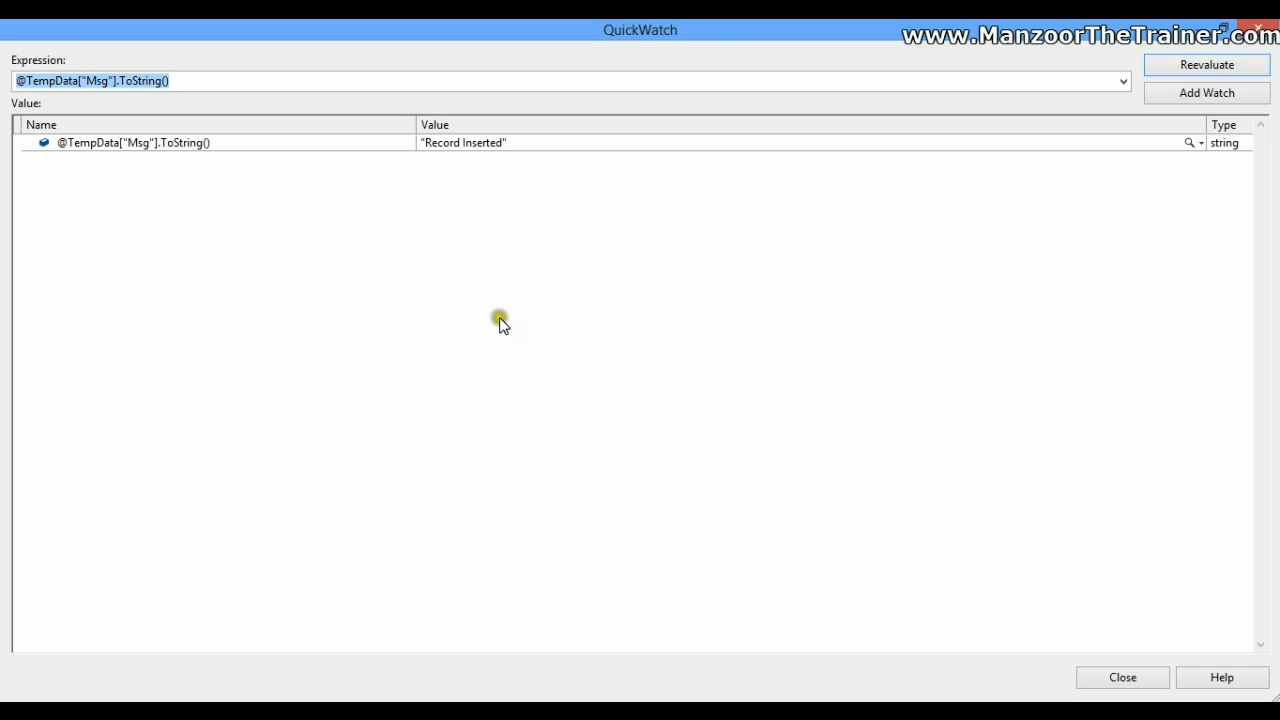 QuickWatch
www.ManzoorTheTrainer.com
Expression:
@TempData["Msg"].ToString()
Reevaluate
Add Watch
Value:
Name Value Type
@TempData["Msg"].ToString() "Record Inserted" string
Close Help